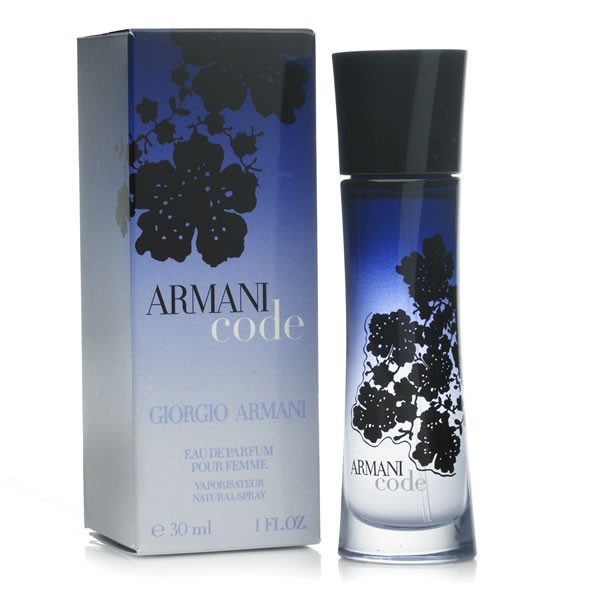 ARMANI
code
GIORGIO ARMANI
EAU DE PARFUM
POUR FEMME
VAPORISATEUR
NATURAL SPRAY
e 30 ml 1 FL.OZ.
ARMANI
code